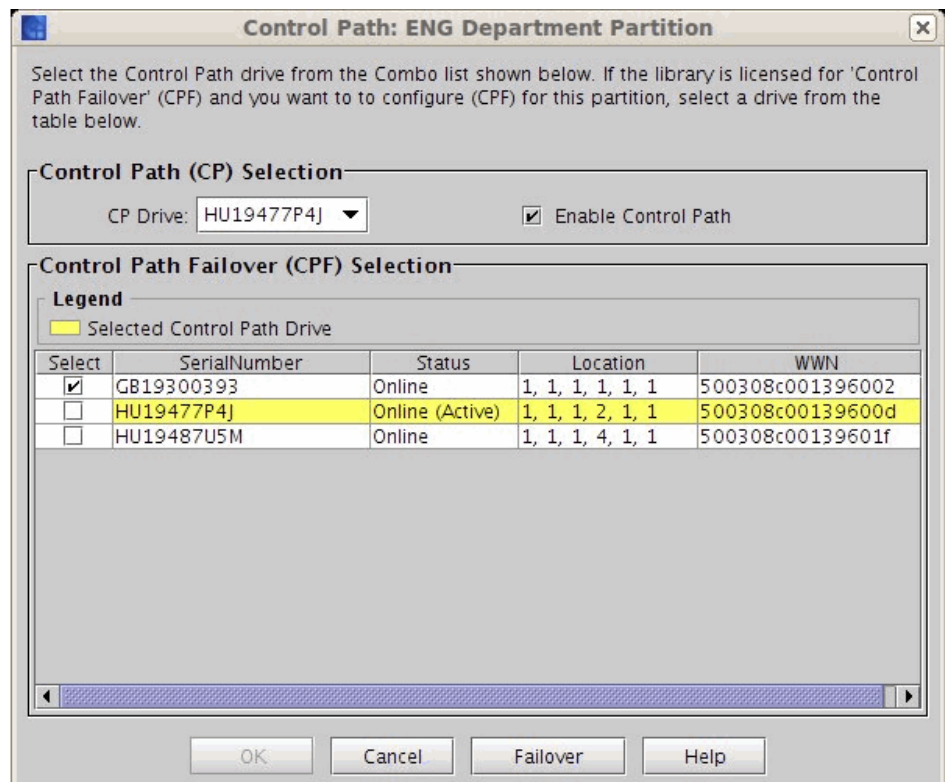 Control Path: ENG Department Partition
Select the Control Path drive from the Combo list shown below. If the library is licensed for 'Control
Path Failover' (CPF) and you want to to configure (CPF) for this partition, select a drive from the
table below.
Control Path (CP) Selection
CP Drive: HU19477P4J Enable Control Path
Control Path Failover (CPF) Selection
Legend
Selected Control Path Drive
Select SerialNumber Status Location WWN
GB19300393 Online 1, 1, 1, 1, 1, 1 500308c001396002
HU19477P4J Online (Active) 1, 1, 1, 2, 1, 1 500308c00139600d
HU19487U5M Online 1, 1, 1, 4, 1, 1 500308c00139601f
OK Cancel Failover Help